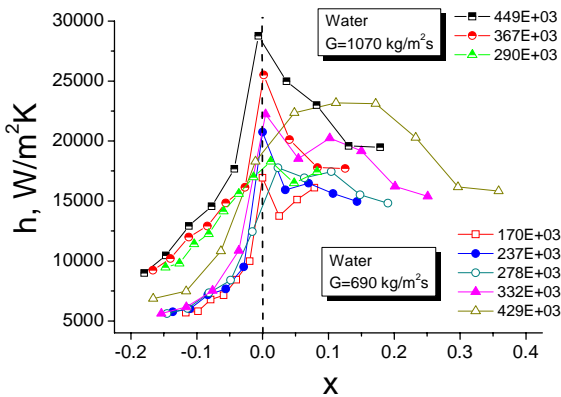 30000
25000
20000
15000
10000
5000
h, W/m²K
Water
G=1070 kg/m²s
449E+03
367E+03
290E+03
Water
G=690 kg/m²s
170E+03
237E+03
278E+03
332E+03
429E+03
-0.2 -0.1 0.0 0.1 0.2 0.3 0.4
x